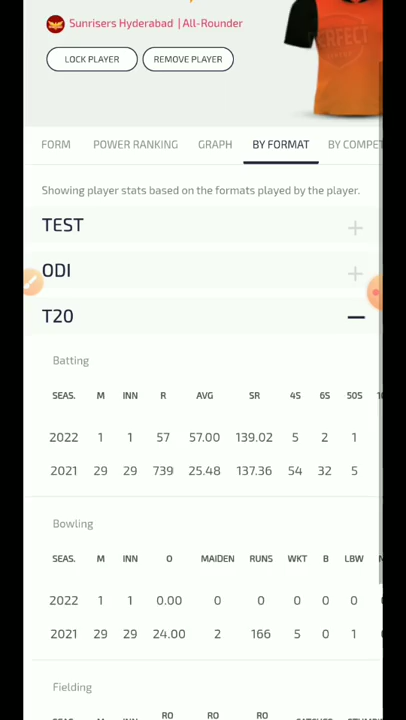 Sunrisers Hyderabad | All-Rounder
LOCK PLAYER REMOVE PLAYER
FORM POWER RANKING GRAPH BY FORMAT BY COMPET
Showing player stats based on the formats played by the player.
TEST
ODI
T20
Batting
SEAS. M INN R AVG SR 4S 6S 50S
2022 1 1 57 57.00 139.02 5 2 1
2021 29 29 739 25.48 137.36 54 32 5
Bowling
SEAS. M INN O MAIDEN RUNS WKT B LBW
2022 1 1 0.00 0 0 0 0 0
2021 29 29 24.00 2 166 5 0 1
Fielding
RO RO RO